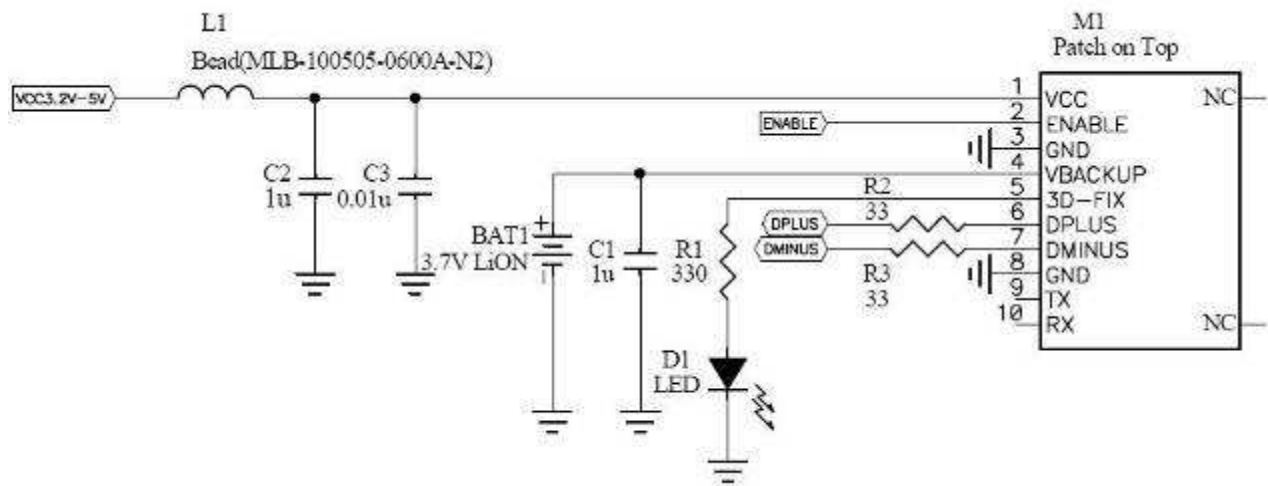 L1
Bead(MLB-100505-0600A-N2)
VCC3.2V-5V
C2
1u
C3
0.01u
BAT1
3.7V LiON
C1
1u
R1
330
D1
LED
ENABLE
R2
33
DPLUS
DMINUS
R3
33
M1
Patch on Top
1 VCC
2 ENABLE
3 GND
4 VBACKUP
5 3D-FIX
6 DPLUS
7 DMINUS
8 GND
9 TX
10 RX
NC
NC